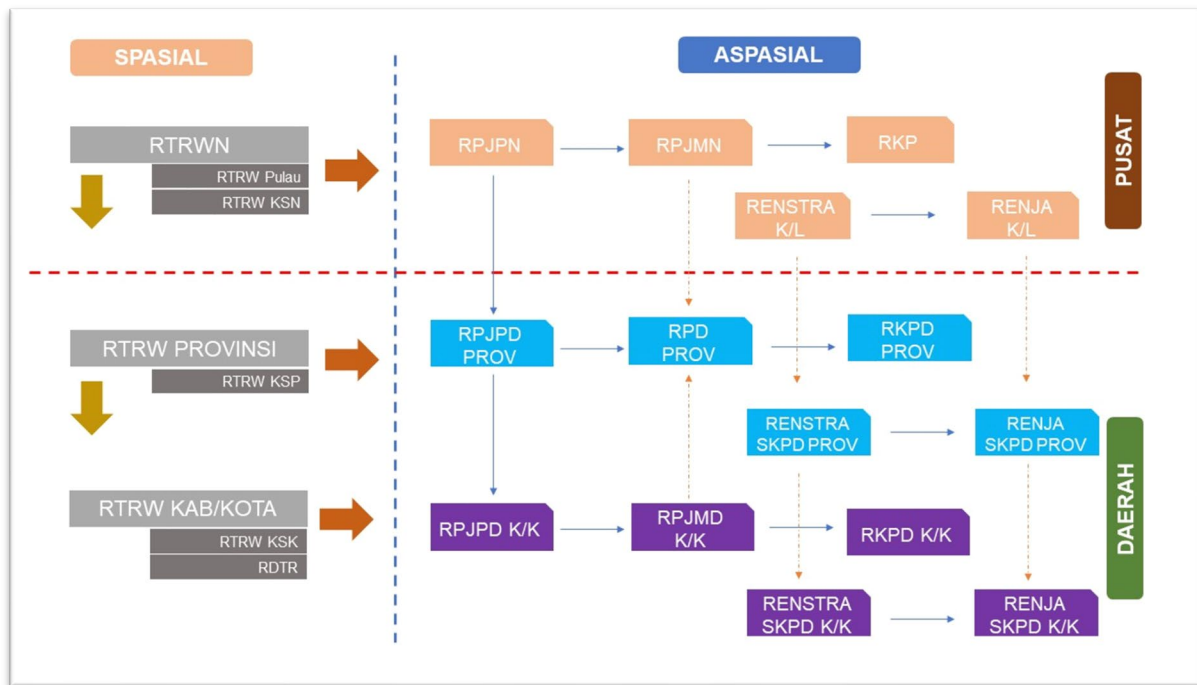 SPASIAL
ASPASIAL
PUSAT
RTRWN
RTRW Pulau
RTRW KSN
RPJPN
RPJMN
RKP
RENSTRA
K/L
RENJA
K/L
RTRW PROVINSI
RTRW KSP
RPJPD
PROV
RPD
PROV
RKPD
PROV
RENSTRA
SKPD PROV
RENJA
SKPD PROV
DAERAH
RTRW KAB/KOTA
RTRW KSK
RDTR
RPJPD K/K
RPJMD
K/K
RKPD K/K
RENSTRA
SKPD K/K
RENJA
SKPD K/K